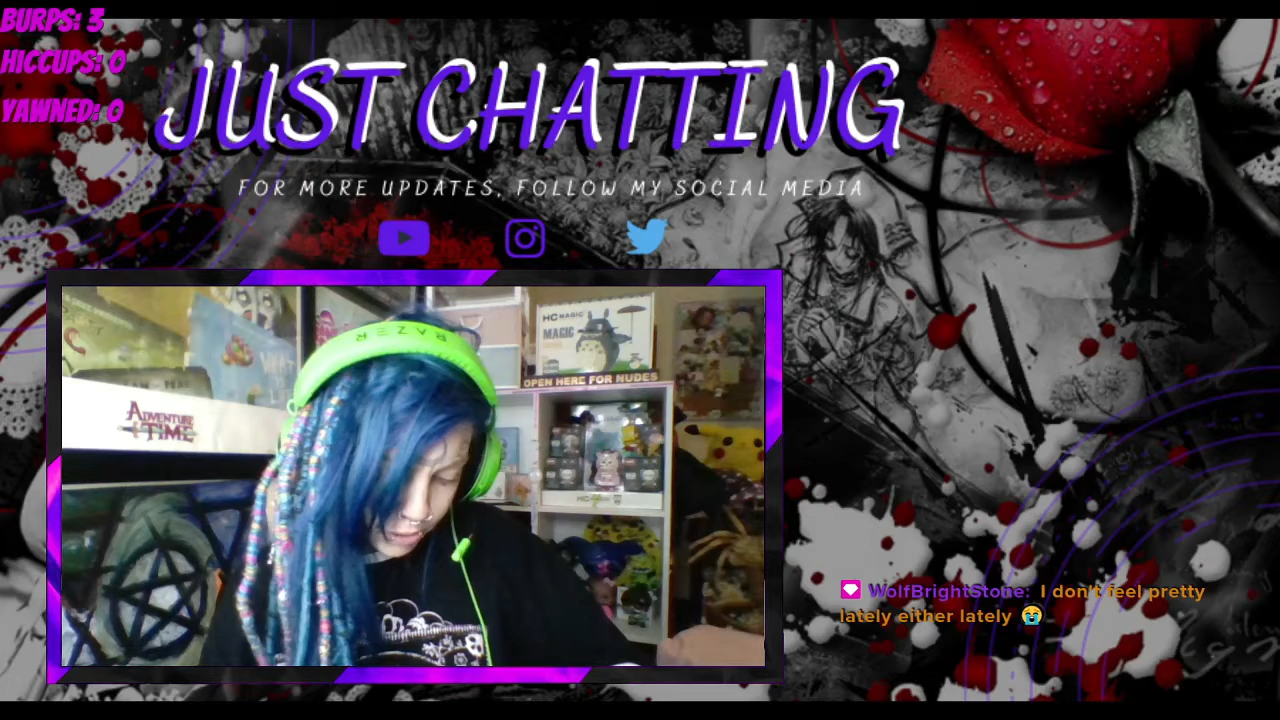 BURPS: 3
HICCUPS: 0
YAWNED: 0
JUST CHATTING
FOR MORE UPDATES, FOLLOW MY SOCIAL MEDIA
RAZER
HC MAGIC
MAGIC
OPEN HERE FOR NUDES
ADVENTURE
TIME
WolfBrightStone: I don't feel pretty
lately either lately 😭